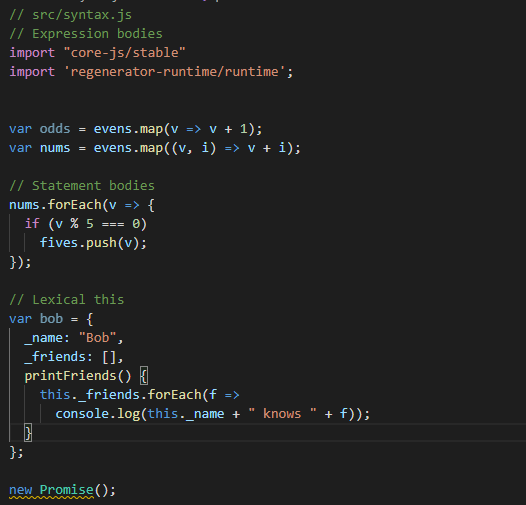 // src/syntax.js
// Expression bodies
import "core-js/stable"
import 'regenerator-runtime/runtime';
var odds = evens.map(v => v + 1);
var nums = evens.map((v, i) => v + i);
// Statement bodies
nums.forEach(v => {
if (v % 5 === 0)
fives.push(v);
});
// Lexical this
var bob = {
_name: "Bob",
_friends: [],
printFriends() {
this._friends.forEach(f =>
console.log(this._name + " knows " + f));
}
};
new Promise();